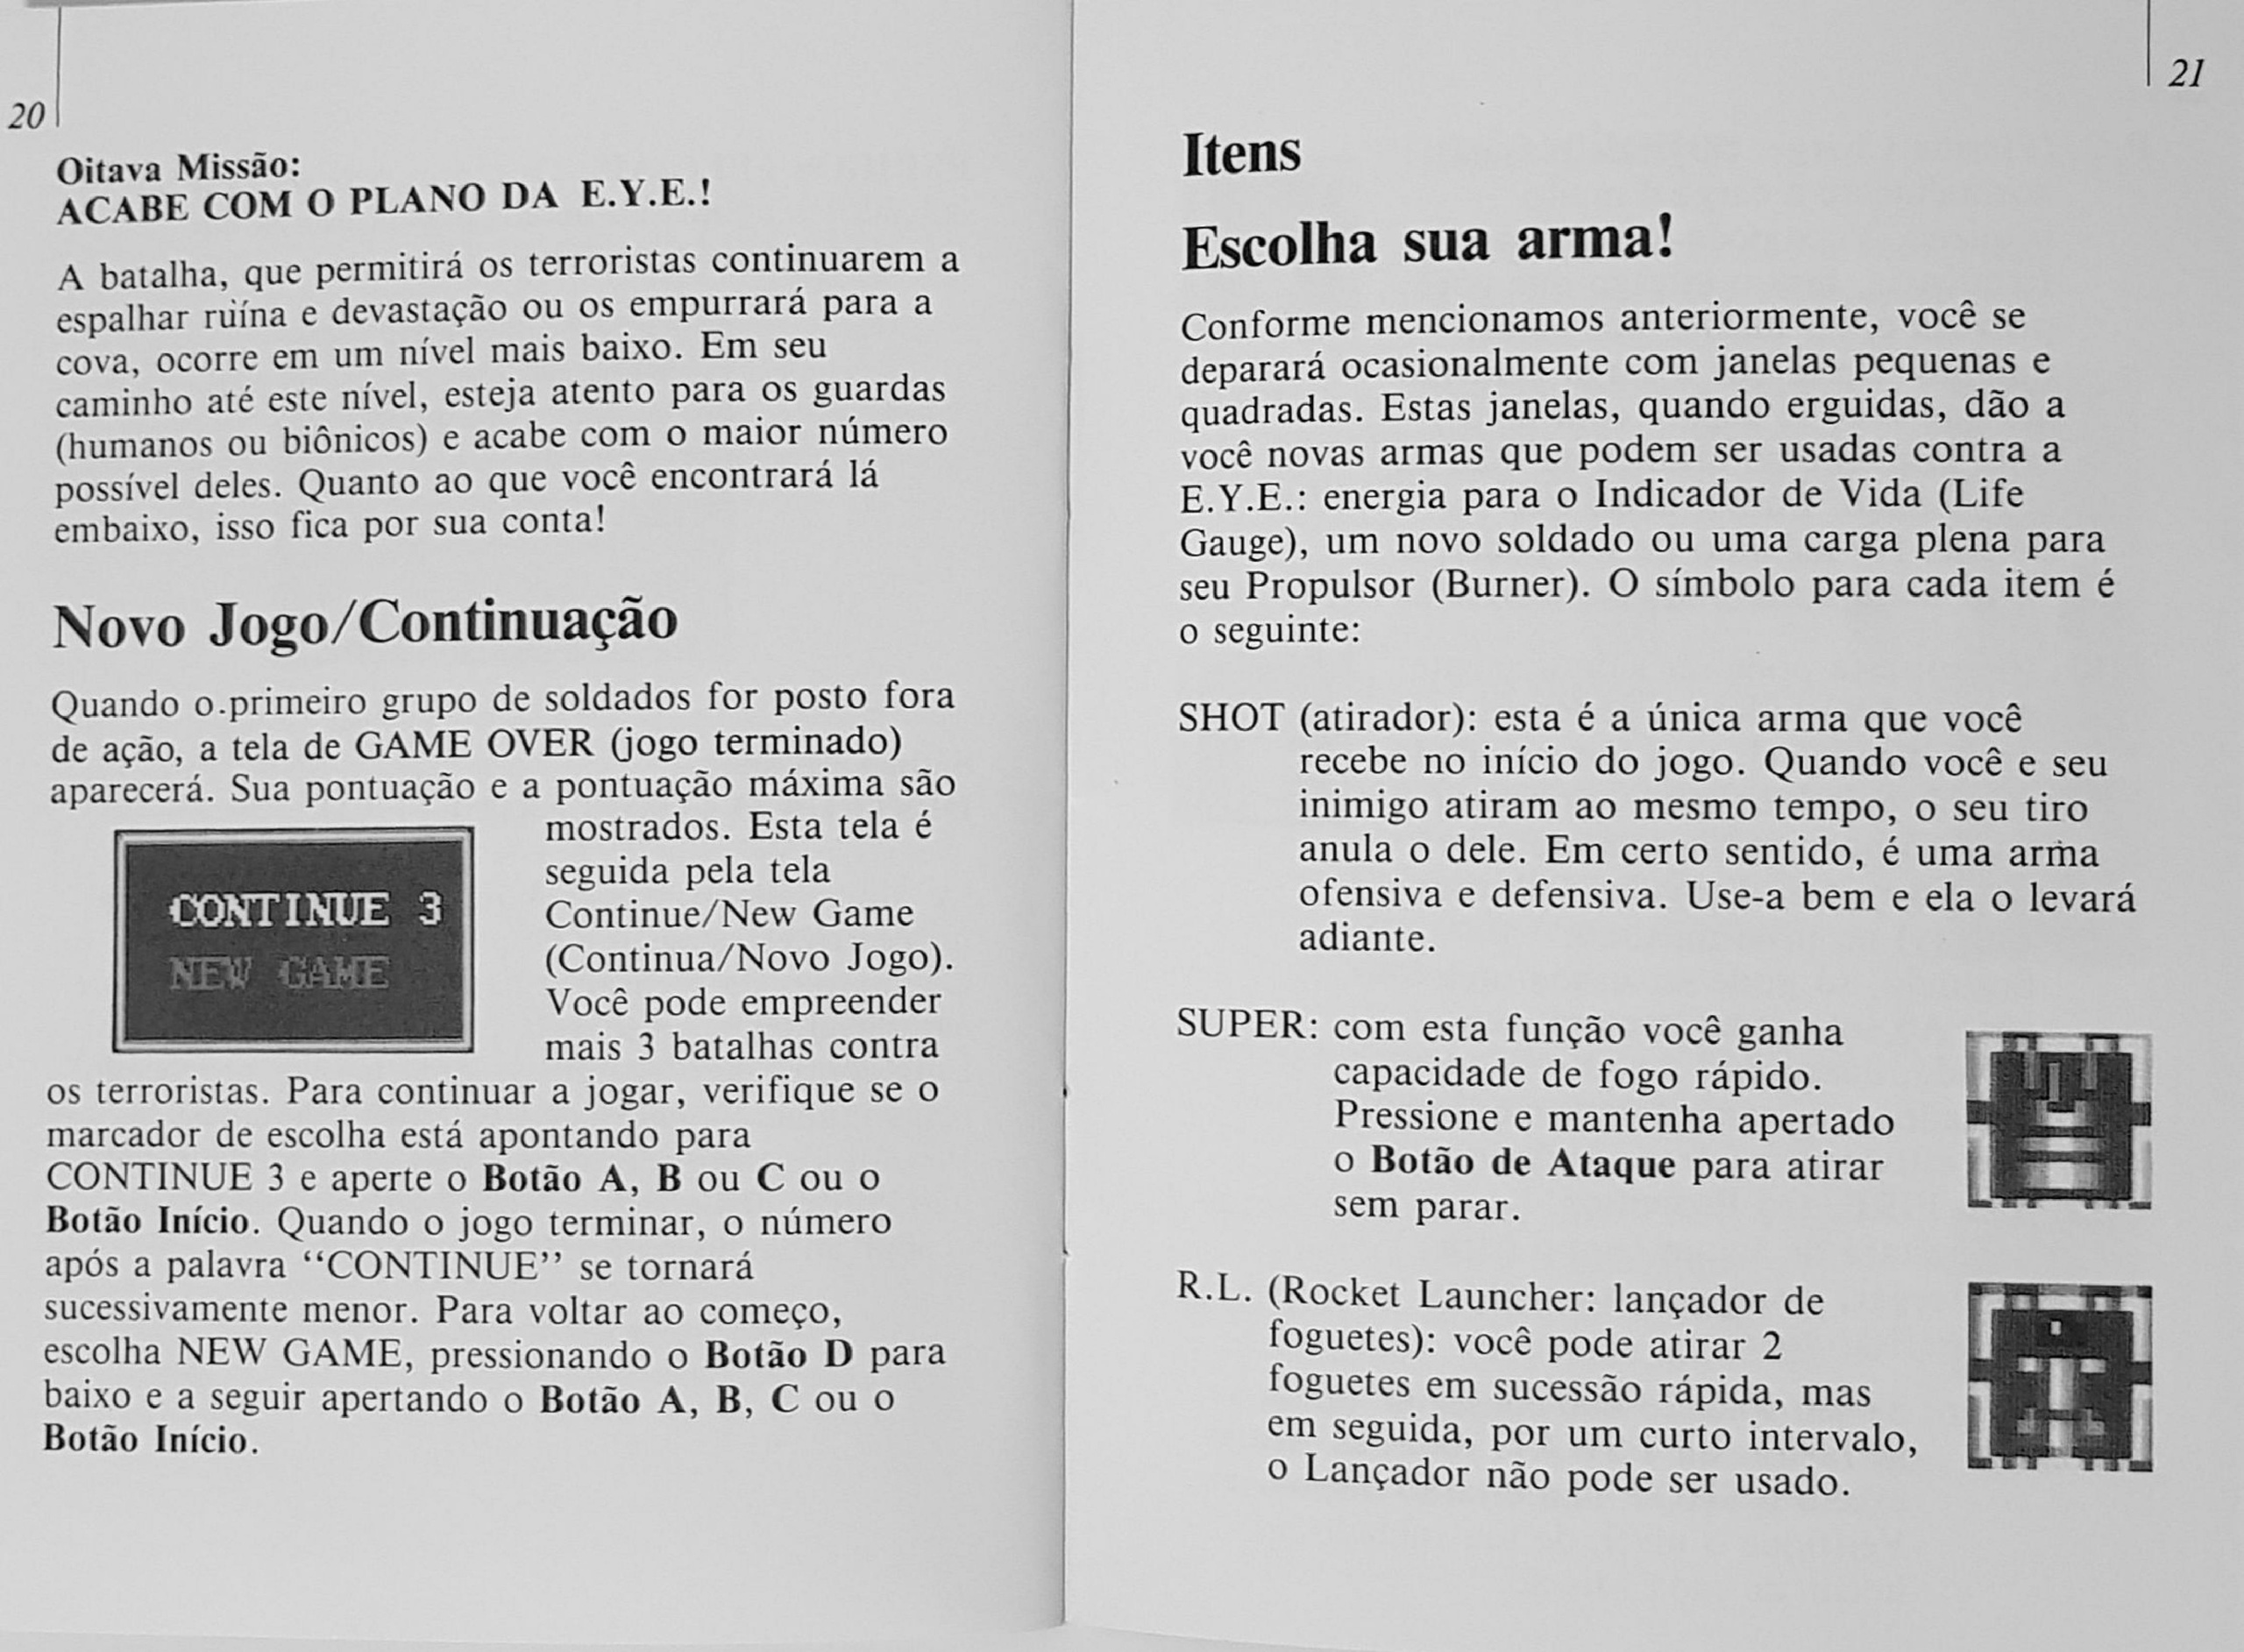 20
Oitava Missão:
ACABE COM O PLANO DA E.Y.E.!
A batalha, que permitirá os terroristas continuarem a
espalhar ruína e devastação ou os empurrará para a
cova, ocorre em um nível mais baixo. Em seu
caminho até este nível, esteja atento para os guardas
(humanos ou biônicos) e acabe com o maior número
possível deles. Quanto ao que você encontrará lá
embaixo, isso fica por sua conta!
Novo Jogo/Continuação
Quando o primeiro grupo de soldados for posto fora
de ação, a tela de GAME OVER (jogo terminado)
aparecerá. Sua pontuação e a pontuação máxima são
mostrados. Esta tela é
seguida pela tela
Continue/New Game
(Continua/Novo Jogo).
Você pode empreender
mais 3 batalhas contra
CONTINUE 3
NEW GAME
os terroristas. Para continuar a jogar, verifique se o
marcador de escolha está apontando para
CONTINUE 3 e aperte o Botão A, B ou C ou o
Botão Início. Quando o jogo terminar, o número
após a palavra "CONTINUE" se tornará
sucessivamente menor. Para voltar ao começo,
escolha NEW GAME, pressionando o Botão D para
baixo e a seguir apertando o Botão A, B, C ou o
Botão Início.
21
Itens
Escolha sua arma!
Conforme mencionamos anteriormente, você se
deparará ocasionalmente com janelas pequenas e
quadradas. Estas janelas, quando erguidas, dão a
você novas armas que podem ser usadas contra a
E.Y.E.: energia para o Indicador de Vida (Life
Gauge), um novo soldado ou uma carga plena para
seu Propulsor (Burner). O símbolo para cada item é
o seguinte:
SHOT (atirador): esta é a única arma que você
recebe no início do jogo. Quando você e seu
inimigo atiram ao mesmo tempo, o seu tiro
anula o dele. Em certo sentido, é uma arma
ofensiva e defensiva. Use-a bem e ela o levará
adiante.
SUPER: com esta função você ganha
capacidade de fogo rápido.
Pressione e mantenha apertado
o Botão de Ataque para atirar
sem parar.
R.L. (Rocket Launcher: lançador de
foguetes): você pode atirar 2
foguetes em sucessão rápida, mas
em seguida, por um curto intervalo,
o Lançador não pode ser usado.